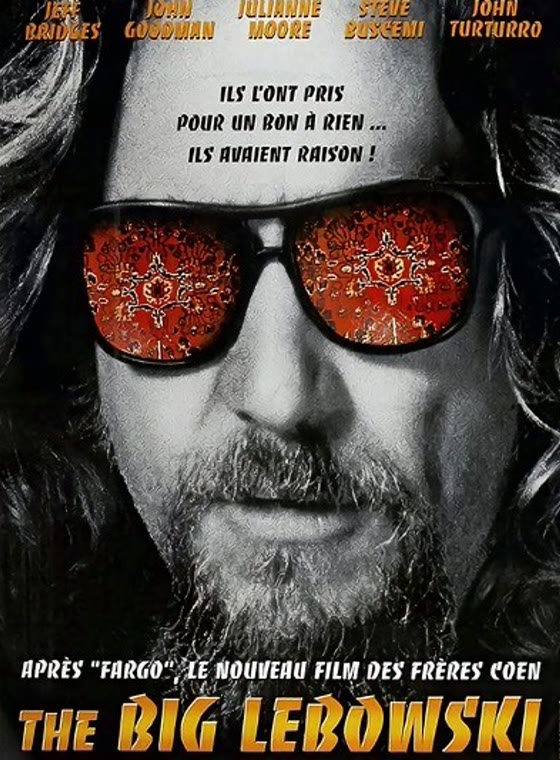 JEFF JOHN JULIANNE STEVE JOHN
BRIDGES GOODMAN MOORE BUSCEMI TURTURRO
ILS L'ONT PRIS
POUR UN BON À RIEN ...
ILS AVAIENT RAISON !
APRÈS "FARGO", LE NOUVEAU FILM DES FRÈRES COEN
THE BIG LEBOWSKI